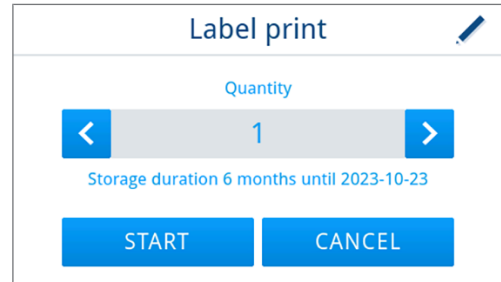 Label print
Quantity
1
Storage duration 6 months until 2023-10-23
START
CANCEL